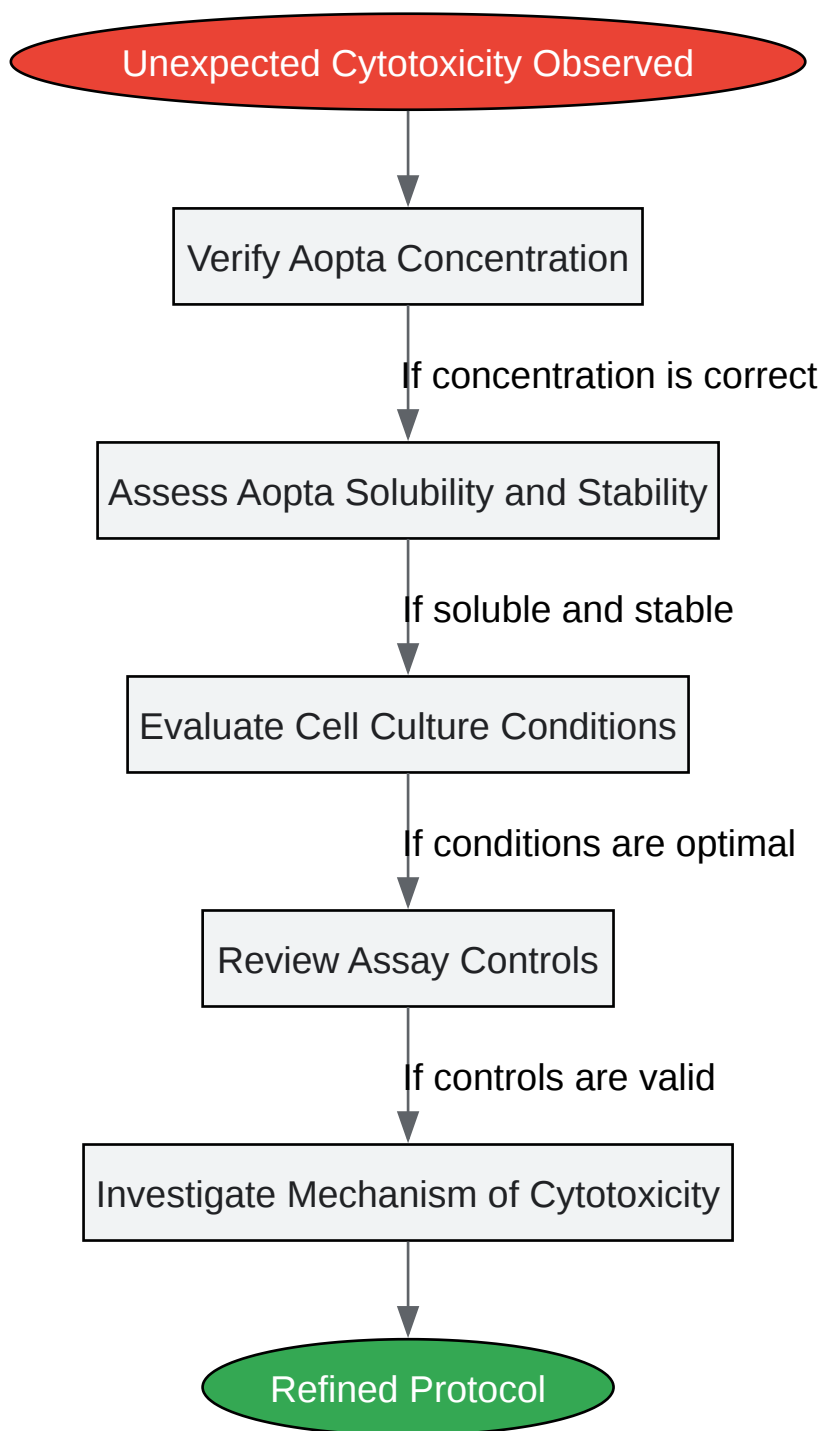 Unexpected Cytotoxicity Observed
Verify Aopta Concentration
If concentration is correct
Assess Aopta Solubility and Stability
If soluble and stable
Evaluate Cell Culture Conditions
If conditions are optimal
Review Assay Controls
If controls are valid
Investigate Mechanism of Cytotoxicity
Refined Protocol